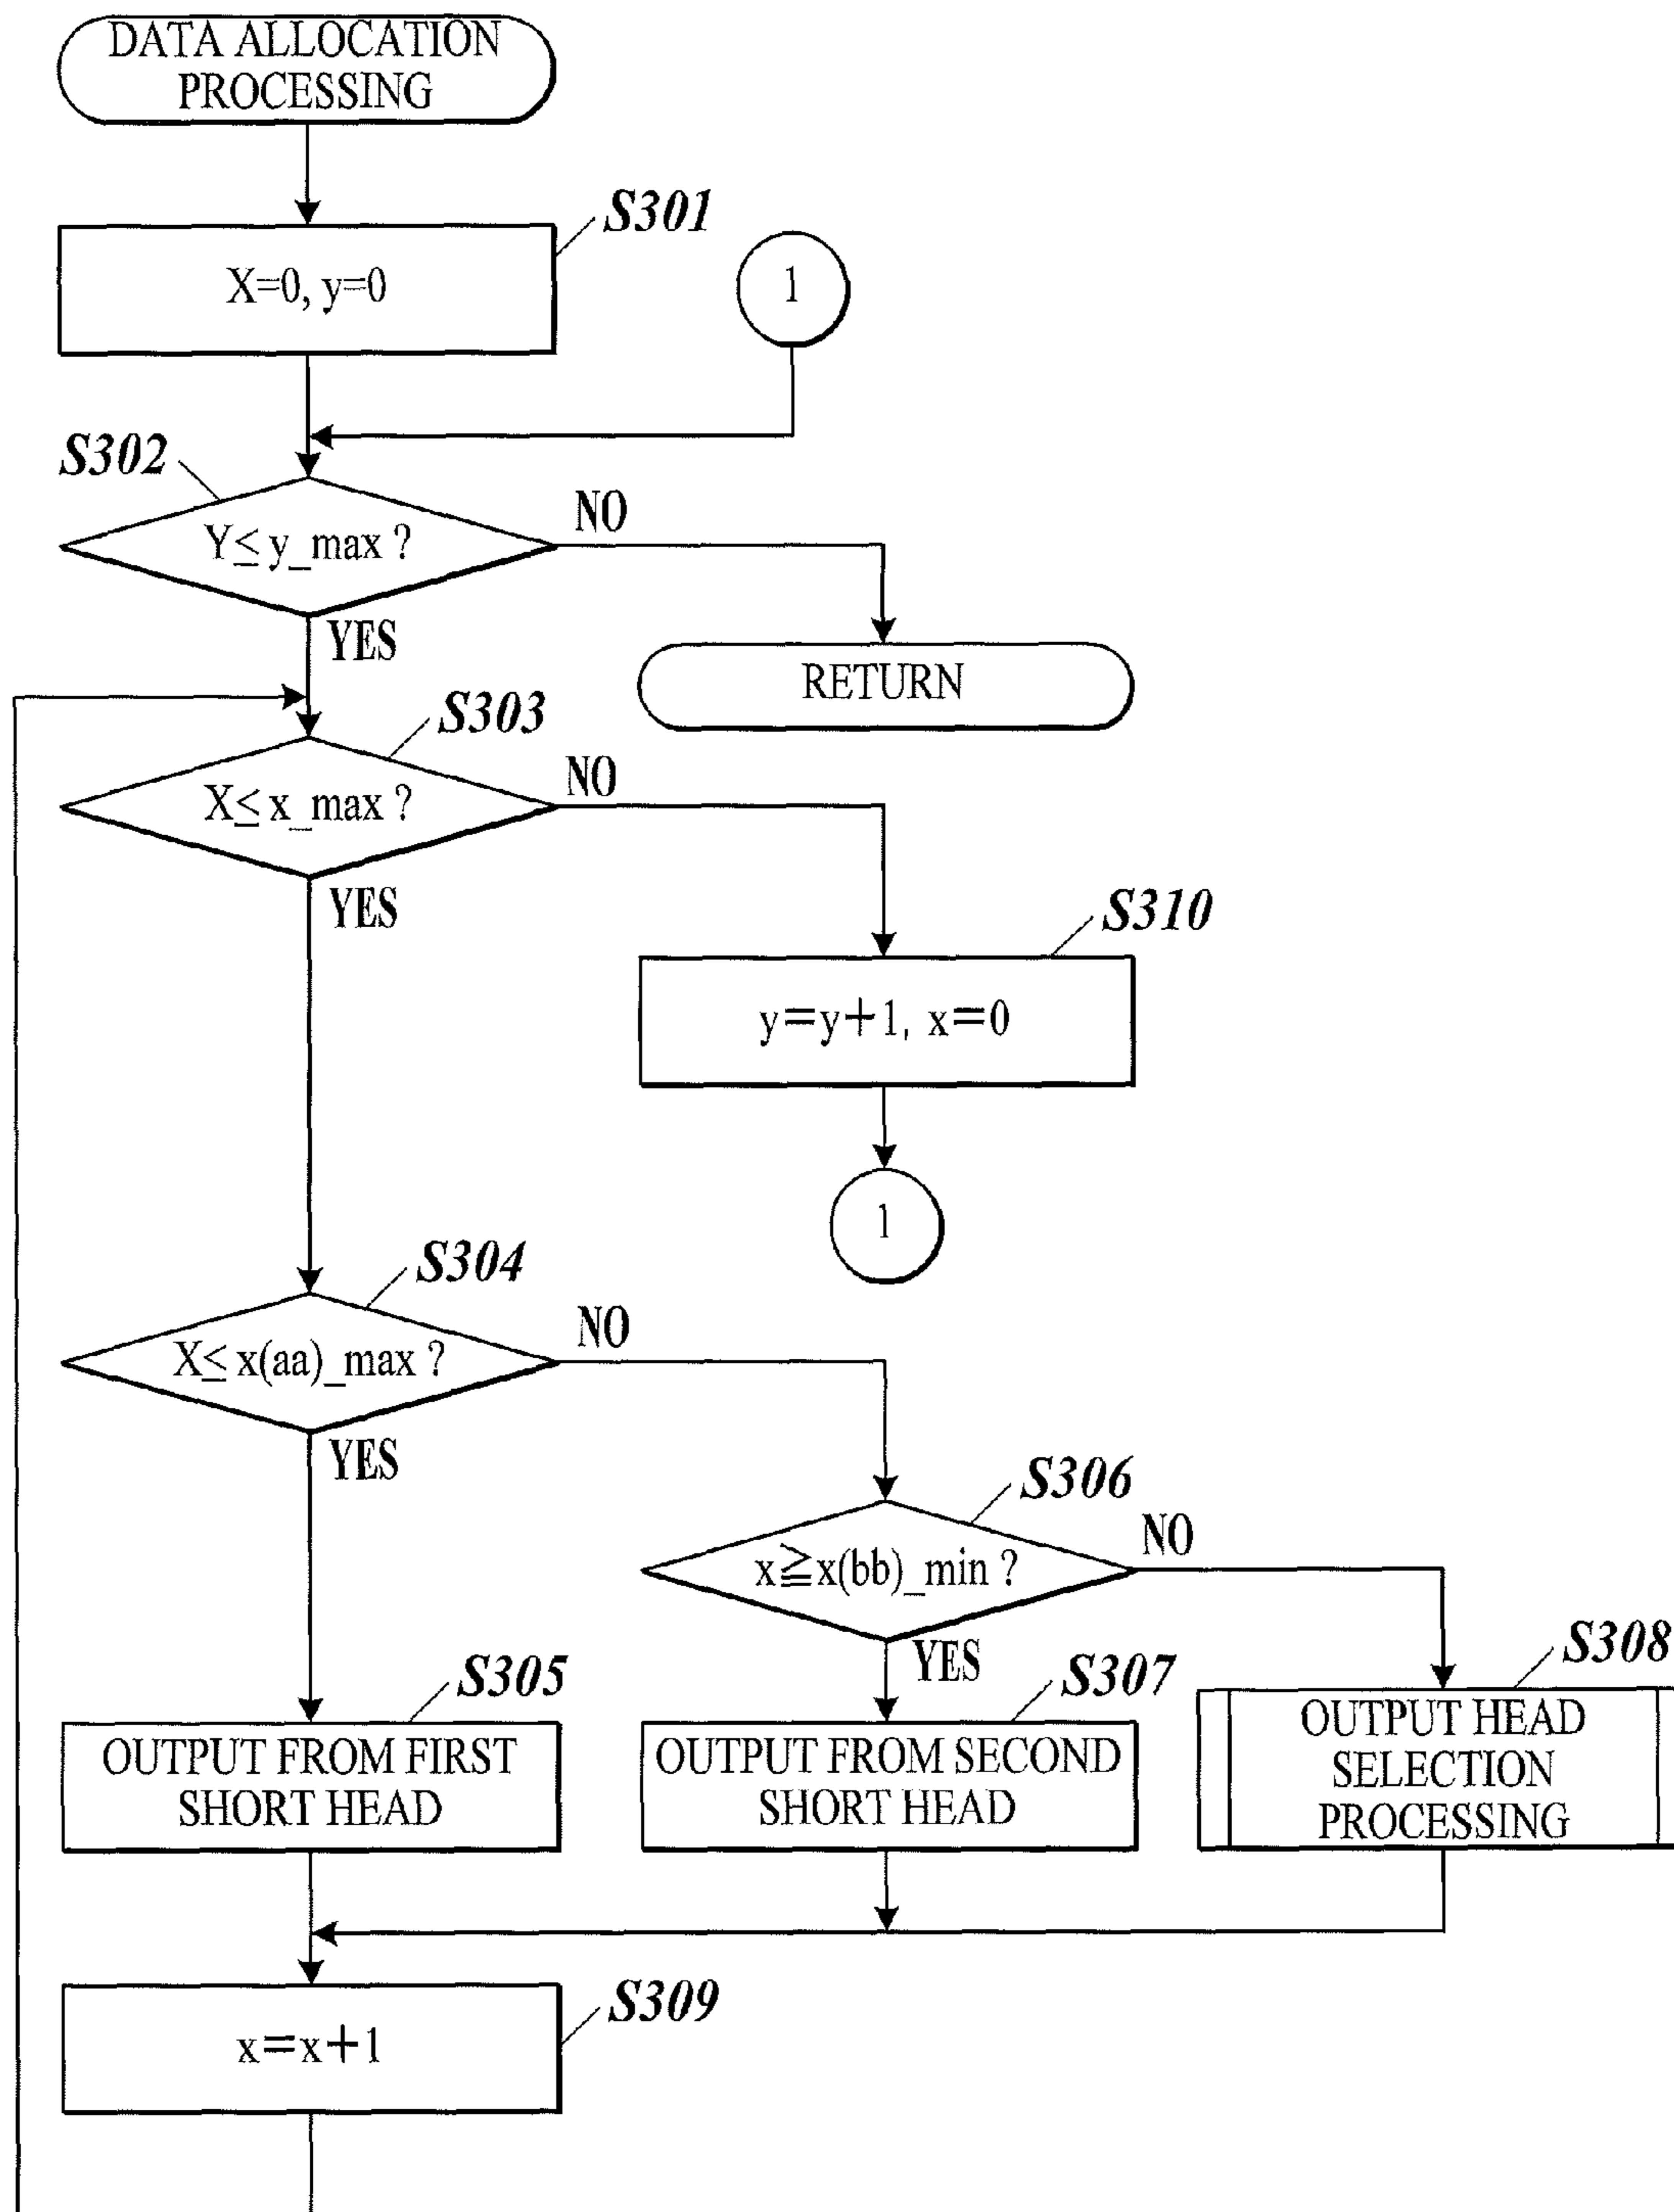 DATA ALLOCATION
PROCESSING
S301
X=0, y=0
1
S302
Y≤ y_max ?
NO
YES
RETURN
S303
X≤ x_max ?
NO
YES
S310
y=y+1, x=0
1
S304
X≤ x(aa)_max ?
NO
YES
S306
x≧x(bb)_min ?
NO
YES
S305
OUTPUT FROM FIRST
SHORT HEAD
S307
OUTPUT FROM SECOND
SHORT HEAD
S308
OUTPUT HEAD
SELECTION
PROCESSING
S309
x=x+1